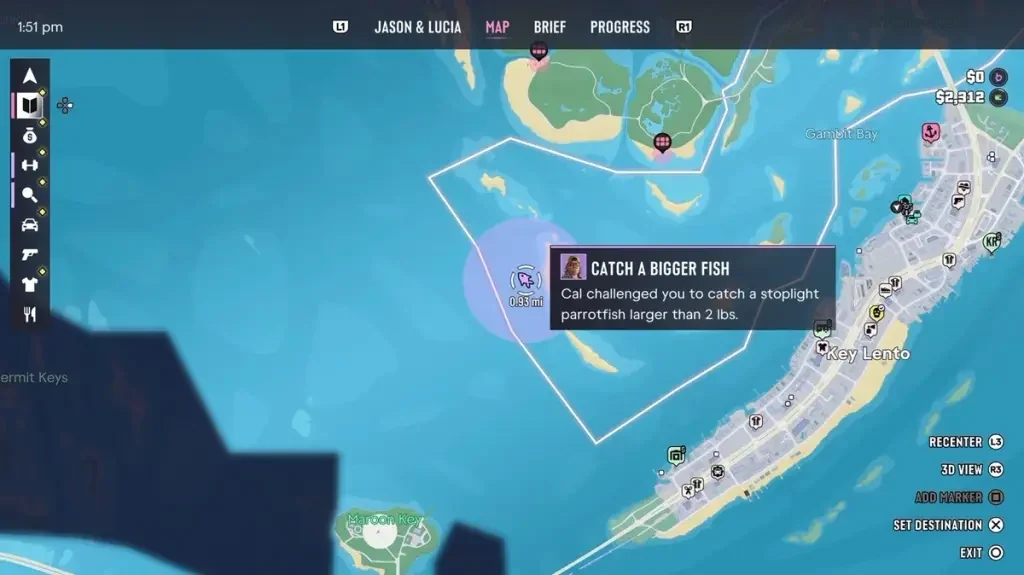 1:51 pm
L1 JASON & LUCIA MAP BRIEF PROGRESS R1
$0
$2,312
Gambit Bay
KR
CATCH A BIGGER FISH
Cal challenged you to catch a stoplight
parrotfish larger than 2 lbs.
0.93 mi
Key Lento
ermit Keys
Maroon Key
RECENTER L3
3D VIEW R3
ADD MARKER
SET DESTINATION
EXIT